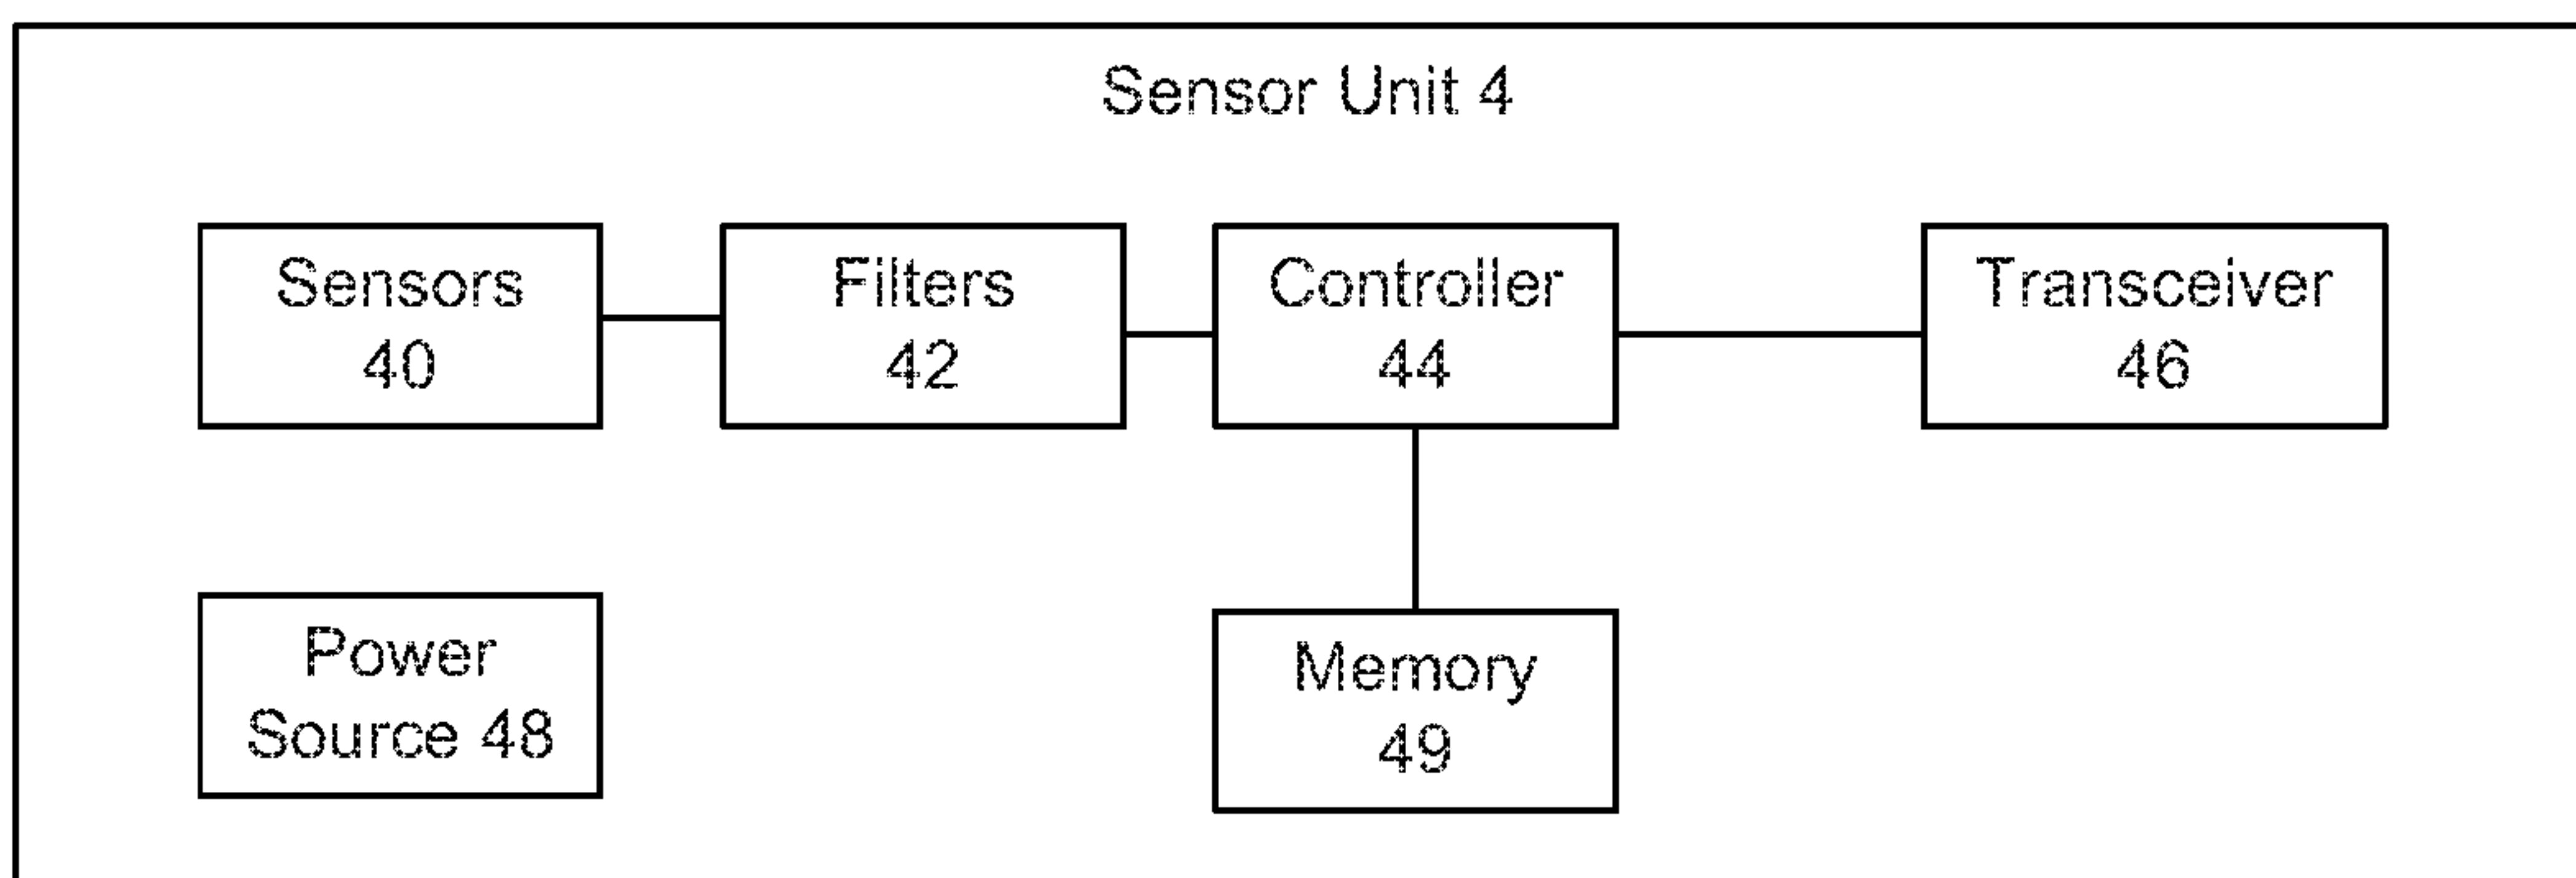 Sensor Unit 4
Sensors
40
Filters
42
Controller
44
Transceiver
46
Power
Source 48
Memory
49